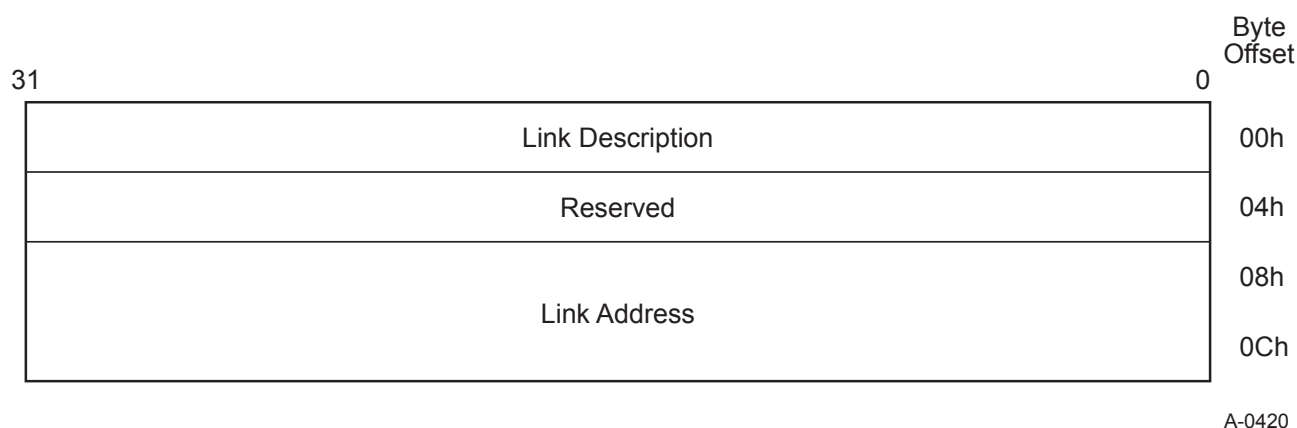 Byte
Offset
31 0
Link Description 00h
Reserved 04h
08h
Link Address
0Ch
A-0420